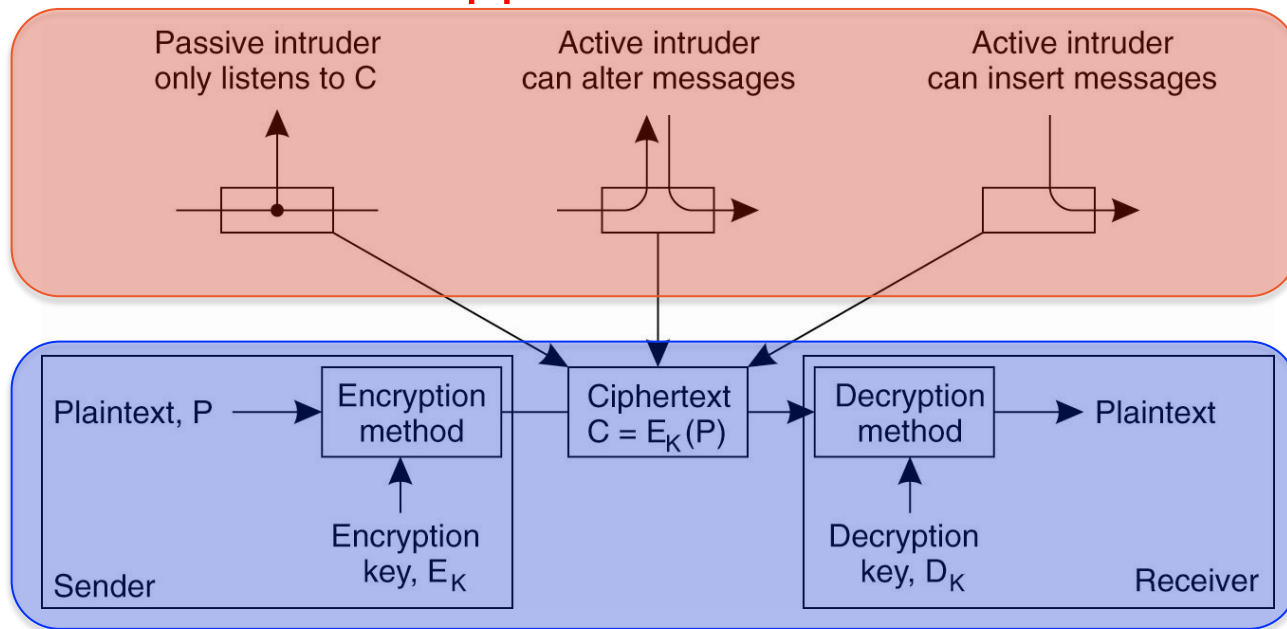 Passive intruder
only listens to C
Active intruder
can alter messages
Active intruder
can insert messages
Plaintext, P
Encryption
method
Ciphertext
C = E_K(P)
Decryption
method
Plaintext
Encryption
key, E_K
Decryption
key, D_K
Sender
Receiver